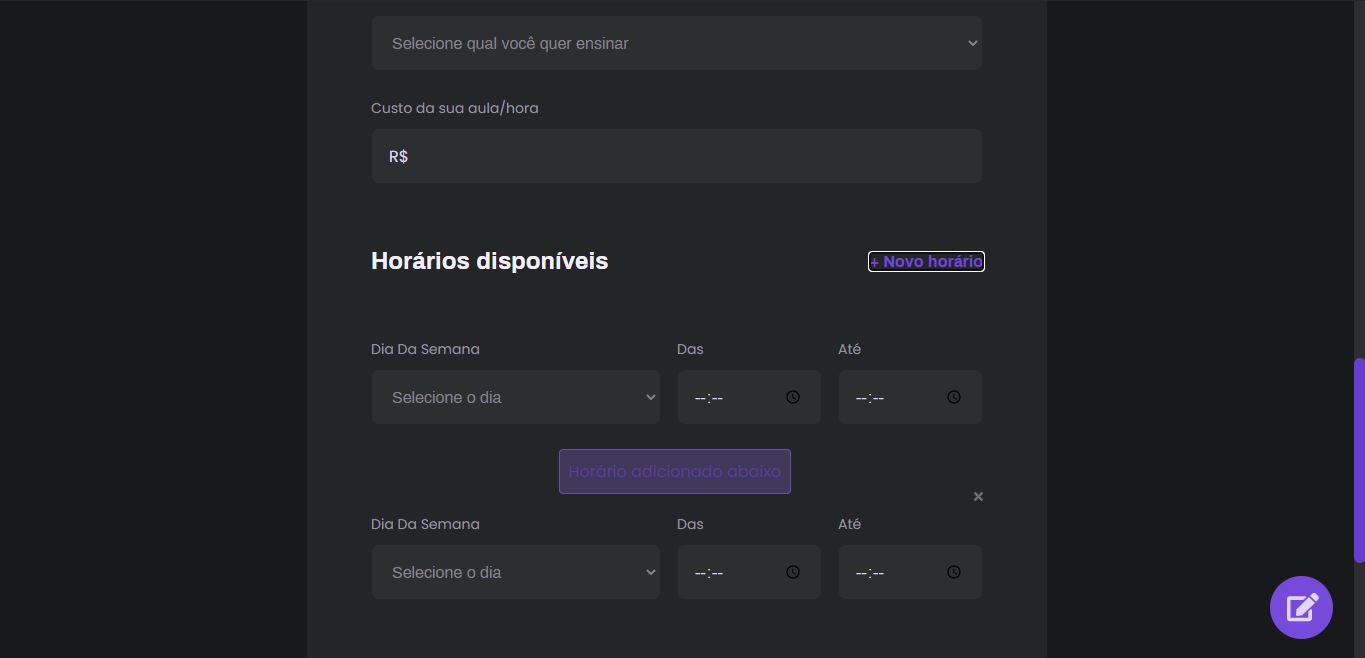 Selecione qual você quer ensinar
Custo da sua aula/hora
R$
Horários disponíveis
+ Novo horário
Dia Da Semana
Das
Até
Selecione o dia
--:--
--:--
Horário adicionado abaixo
×
Dia Da Semana
Das
Até
Selecione o dia
--:--
--:--